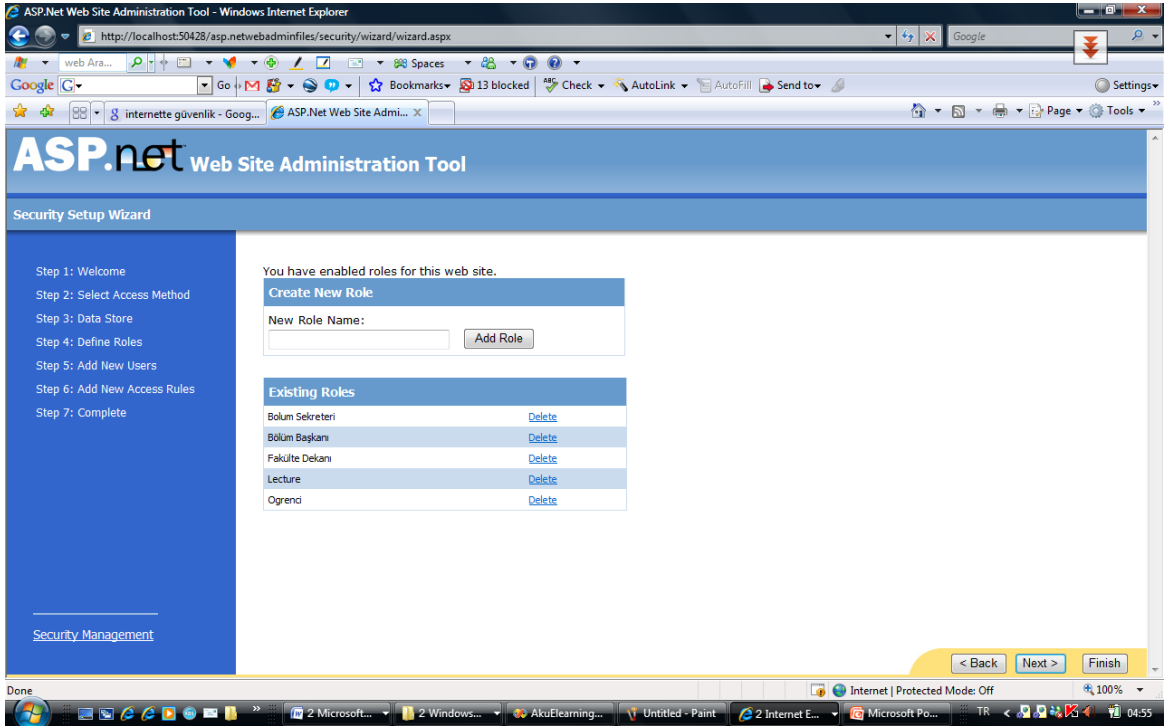 ASP.Net Web Site Administration Tool - Windows Internet Explorer
http://localhost:50428/asp.netwebadminfiles/security/wizard/wizard.aspx
Google
web Ara...
Spaces
Google
G
Go
Bookmarks
13 blocked
Check
AutoLink
AutoFill
Send to
Settings
internette güvenlik - Goog...
ASP.Net Web Site Admi...
Page
Tools
ASP.net Web Site Administration Tool
Security Setup Wizard
Step 1: Welcome
Step 2: Select Access Method
Step 3: Data Store
Step 4: Define Roles
Step 5: Add New Users
Step 6: Add New Access Rules
Step 7: Complete
Security Management
You have enabled roles for this web site.
Create New Role
New Role Name:
Add Role
Existing Roles
Bolum Sekreteri Delete
Bölüm Başkanı Delete
Fakülte Dekanı Delete
Lecture Delete
Ogrenci Delete
< Back Next > Finish
Done
Internet | Protected Mode: Off
100%
2 Microsoft...
2 Windows...
AkuElearning...
Untitled - Paint
2 Internet E...
Microsoft Po...
TR
04:55